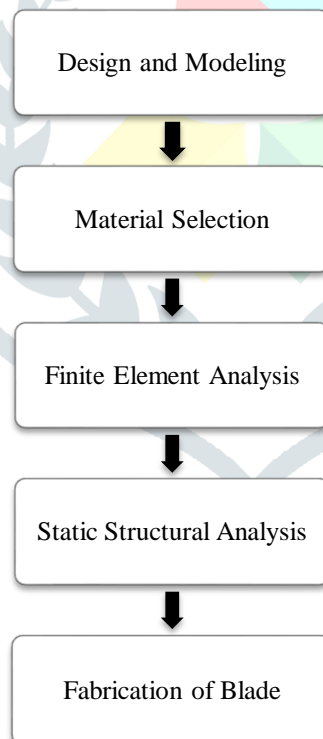 Design and Modeling
Material Selection
Finite Element Analysis
Static Structural Analysis
Fabrication of Blade